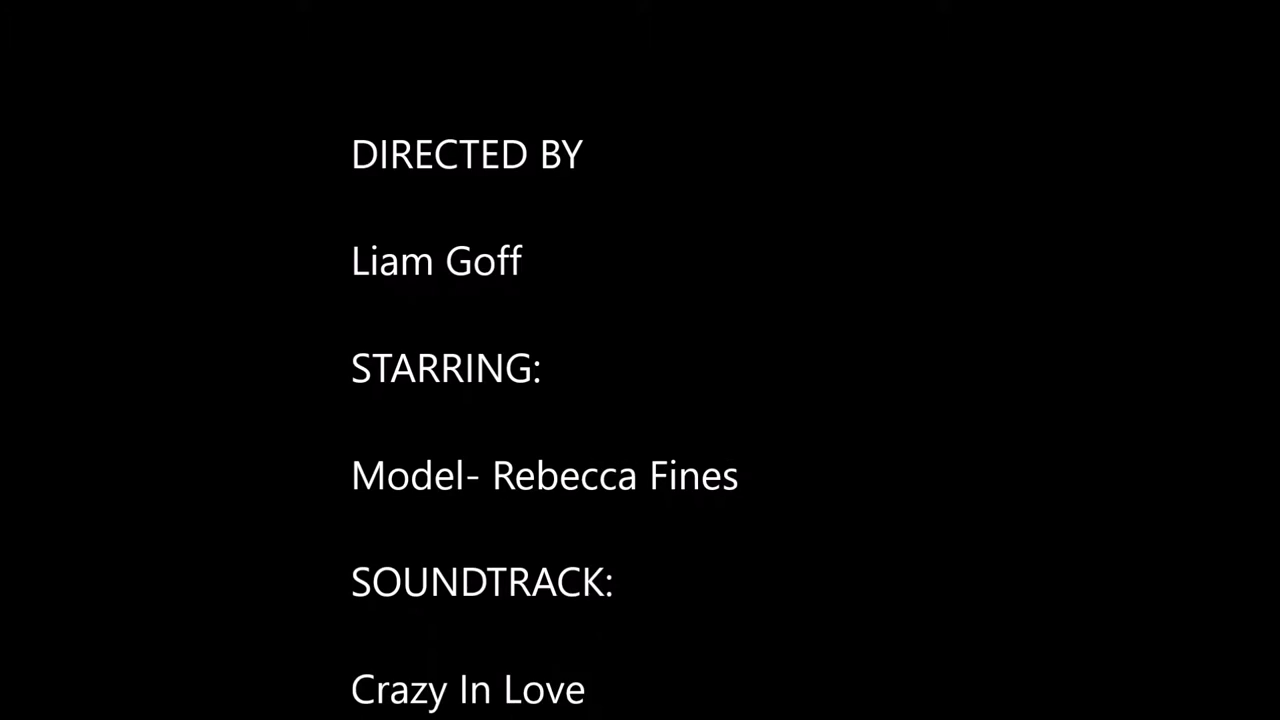 DIRECTED BY
Liam Goff
STARRING:
Model- Rebecca Fines
SOUNDTRACK:
Crazy In Love